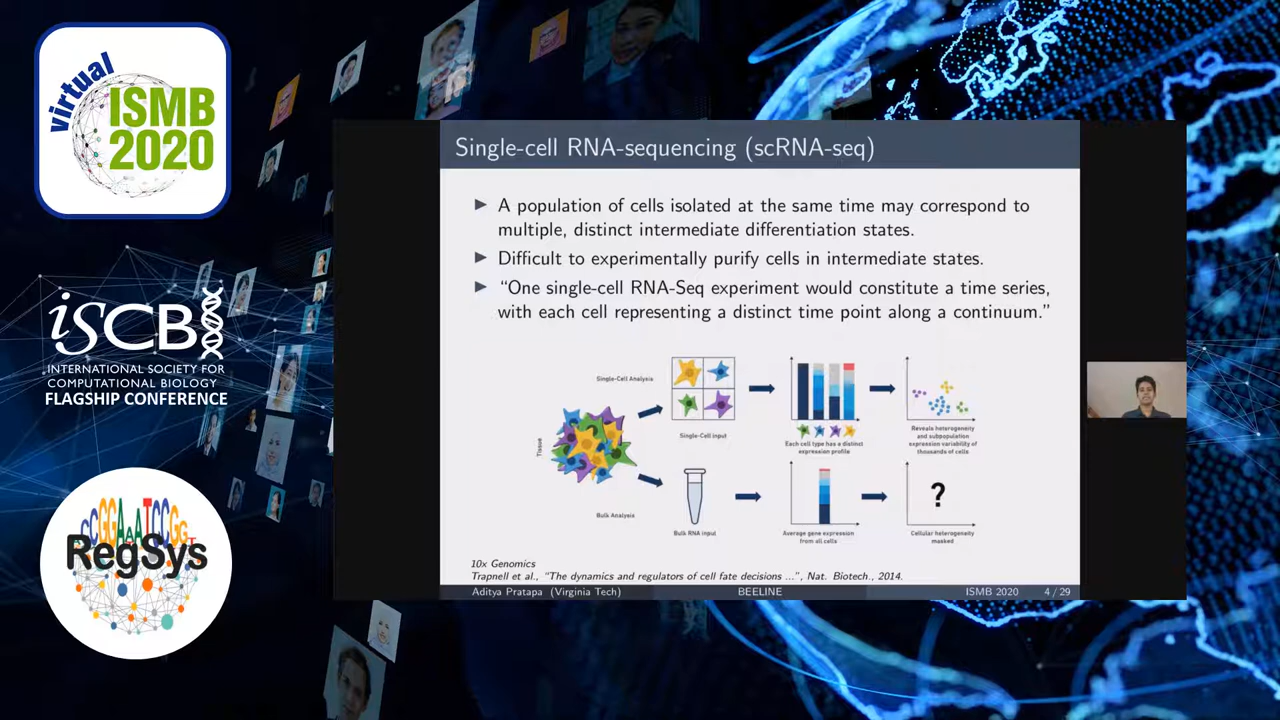 virtual
ISMB
2020
iSCB
INTERNATIONAL SOCIETY FOR
COMPUTATIONAL BIOLOGY
FLAGSHIP CONFERENCE
RegSys
Single-cell RNA-sequencing (scRNA-seq)
A population of cells isolated at the same time may correspond to
multiple, distinct intermediate differentiation states.
Difficult to experimentally purify cells in intermediate states.
“One single-cell RNA-Seq experiment would constitute a time series,
with each cell representing a distinct time point along a continuum.”
Single-Cell Analysis
Single-Cell input
Each cell type has a distinct
expression profile
Reveals heterogeneity
and subpopulation
expression variability of
thousands of cells
Tissue
Bulk Analysis
Bulk RNA input
Average gene expression
from all cells
?
Cellular heterogeneity
masked
10x Genomics
Trapnell et al., “The dynamics and regulators of cell fate decisions ...”, Nat. Biotech., 2014.
Aditya Pratapa (Virginia Tech) BEELINE ISMB 2020 4 / 29